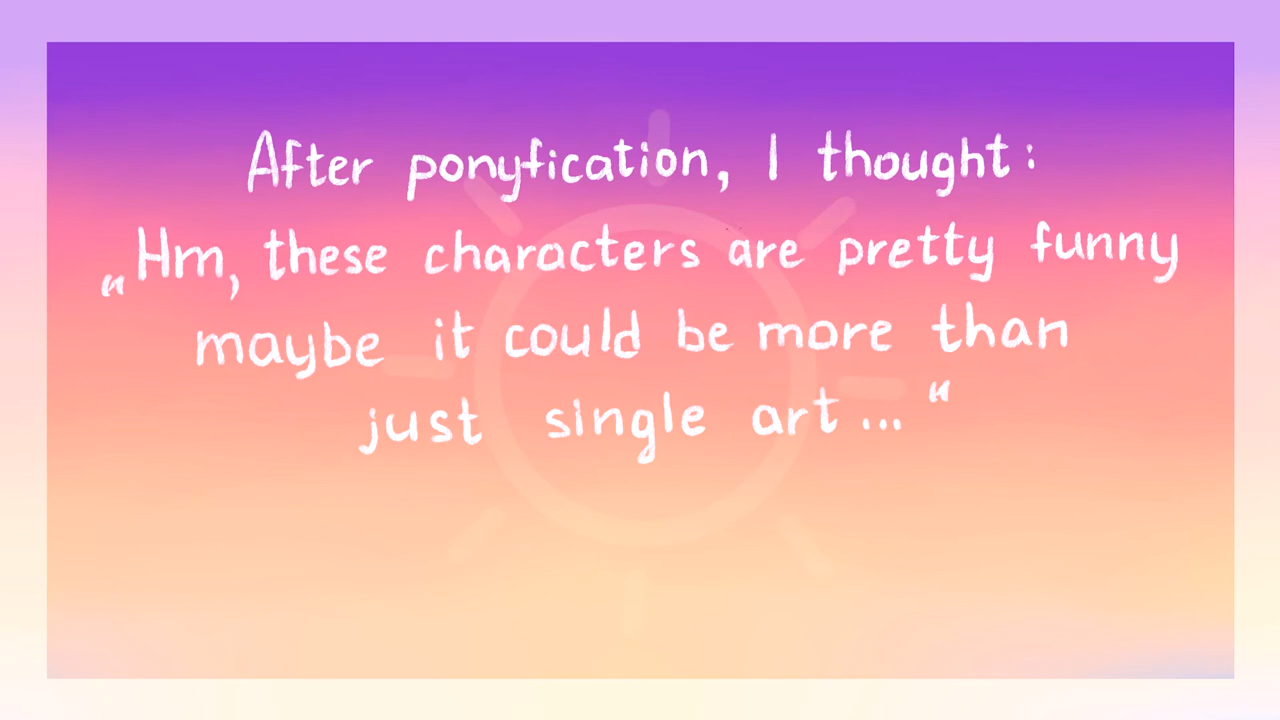 After ponyfication, I thought:
„Hm, these characters are pretty funny
maybe it could be more than
just single art..."